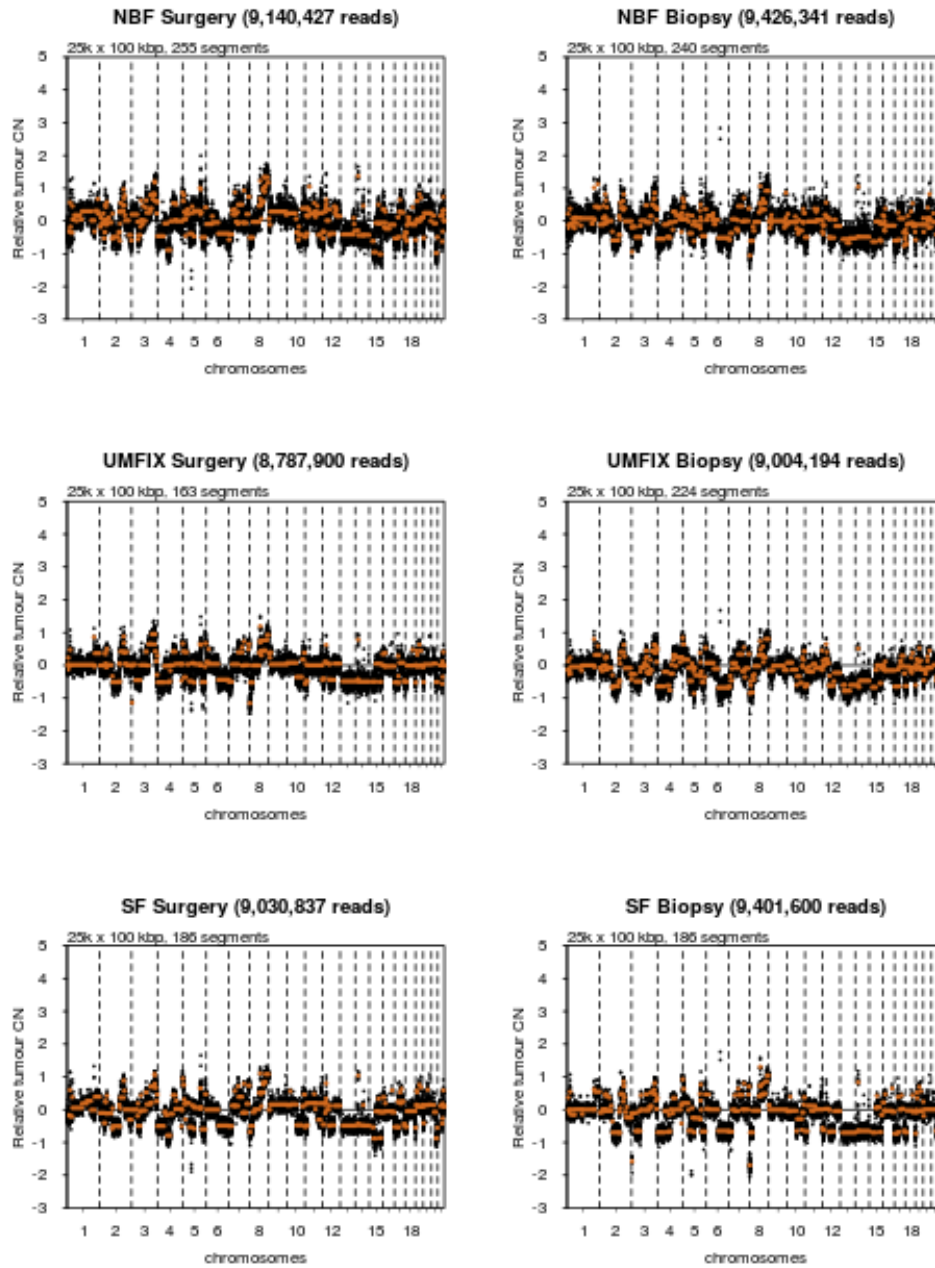 NBF Surgery (9,140,427 reads)
25k x 100 kbp, 255 segments
5
4
3
2
1
0
-1
-2
-3
Relative tumour CN
1 2 3 4 5 6 8 10 12 15 18
chromosomes
NBF Biopsy (9,426,341 reads)
25k x 100 kbp, 240 segments
5
4
3
2
1
0
-1
-2
-3
Relative tumour CN
1 2 3 4 5 6 8 10 12 15 18
chromosomes
UMFIX Surgery (8,787,900 reads)
25k x 100 kbp, 163 segments
5
4
3
2
1
0
-1
-2
-3
Relative tumour CN
1 2 3 4 5 6 8 10 12 15 18
chromosomes
UMFIX Biopsy (9,004,194 reads)
25k x 100 kbp, 224 segments
5
4
3
2
1
0
-1
-2
-3
Relative tumour CN
1 2 3 4 5 6 8 10 12 15 18
chromosomes
SF Surgery (9,030,837 reads)
25k x 100 kbp, 186 segments
5
4
3
2
1
0
-1
-2
-3
Relative tumour CN
1 2 3 4 5 6 8 10 12 15 18
chromosomes
SF Biopsy (9,401,600 reads)
25k x 100 kbp, 186 segments
5
4
3
2
1
0
-1
-2
-3
Relative tumour CN
1 2 3 4 5 6 8 10 12 15 18
chromosomes